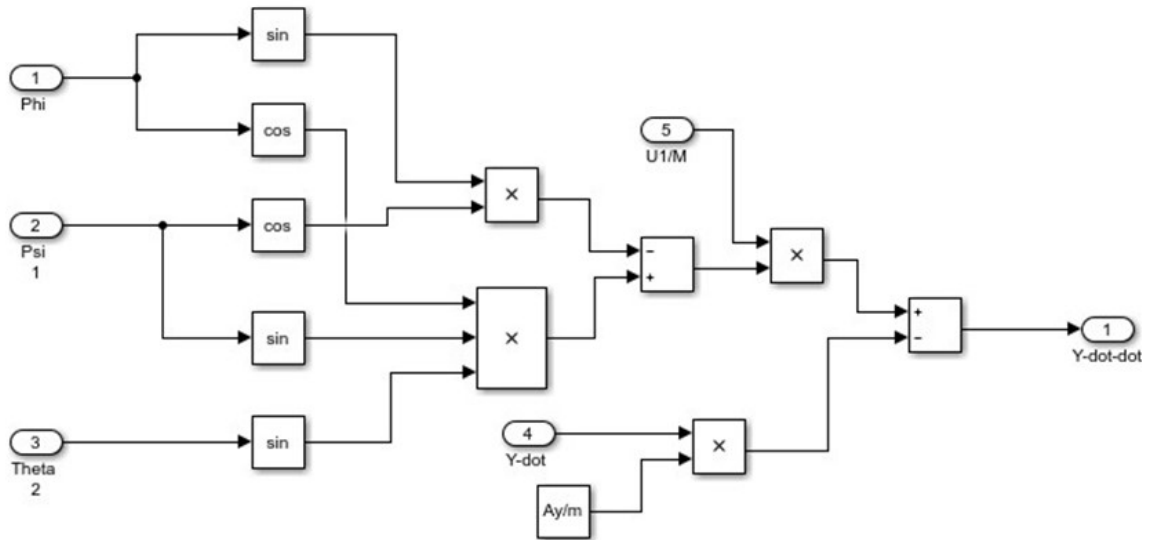 sin
1
Phi
cos
5
U1/M
×
2
Psi
1
cos
−
+
×
×
sin
+
−
1
Y-dot-dot
3
Theta
2
sin
4
Y-dot
×
Ay/m